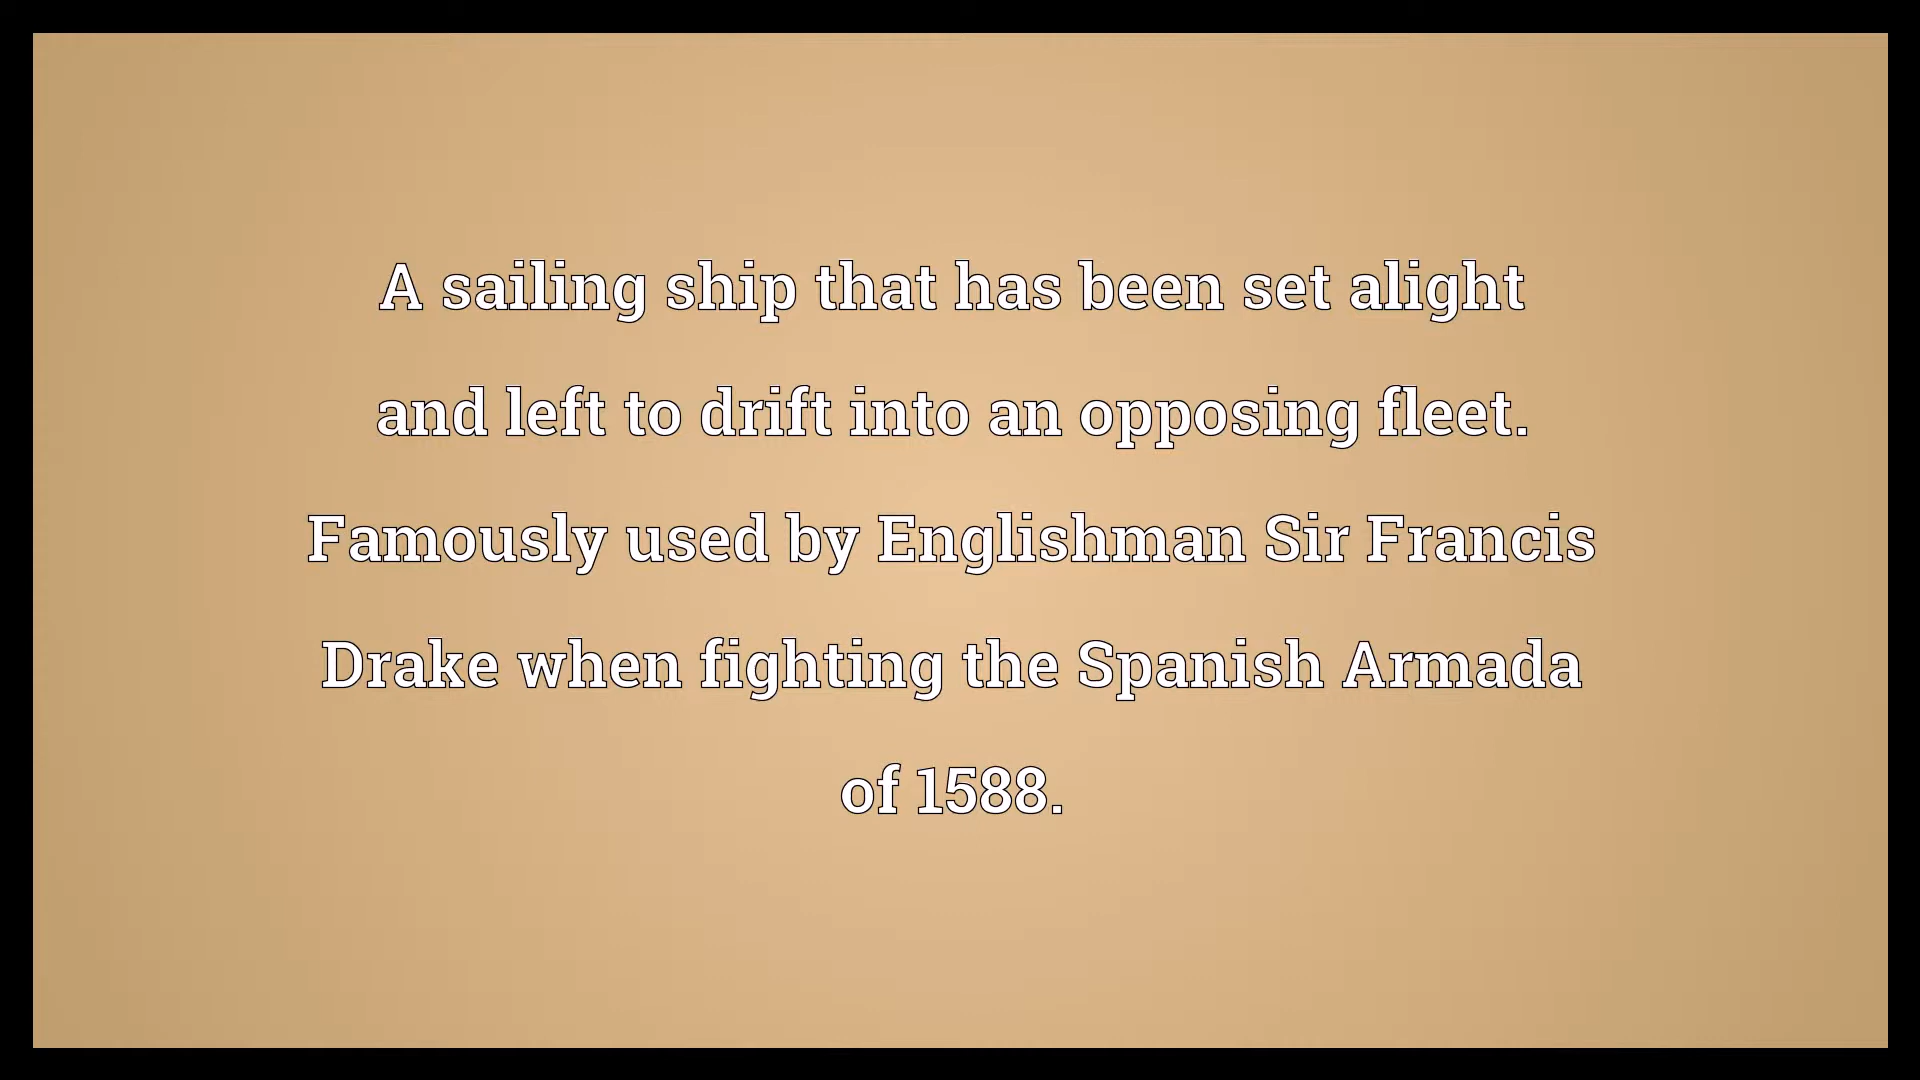 A sailing ship that has been set alight
and left to drift into an opposing fleet.
Famously used by Englishman Sir Francis
Drake when fighting the Spanish Armada
of 1588.